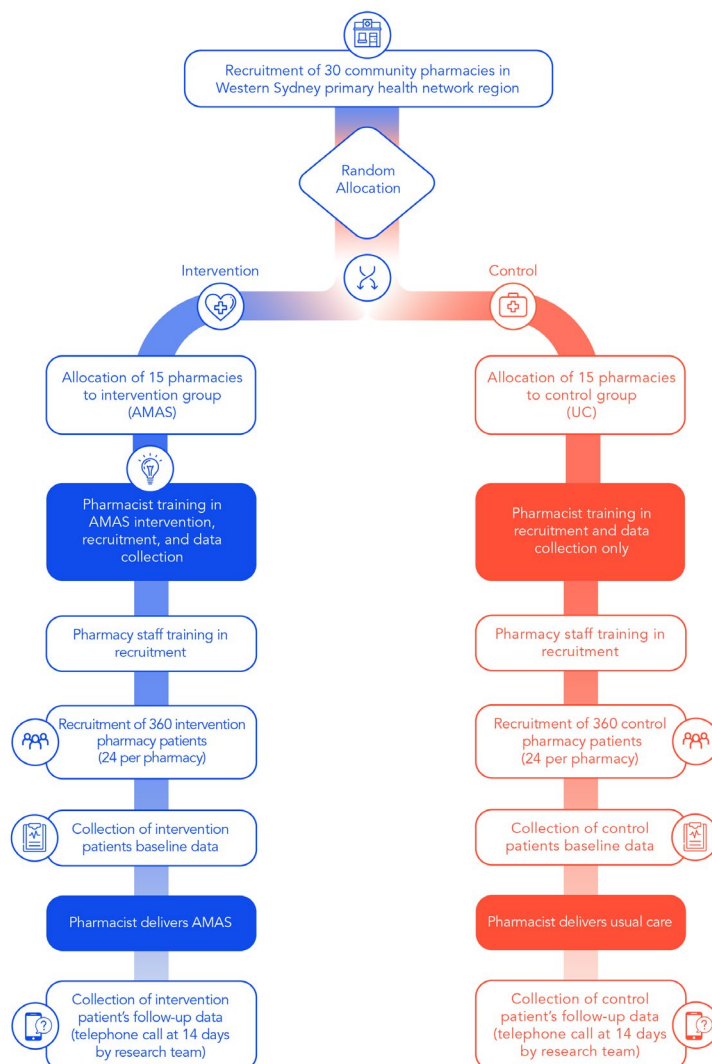 Recruitment of 30 community pharmacies in
Western Sydney primary health network region
Random
Allocation
Intervention
Control
Allocation of 15 pharmacies
to intervention group
(AMAS)
Allocation of 15 pharmacies
to control group
(UC)
Pharmacist training in
AMAS intervention,
recruitment, and data
collection
Pharmacist training in
recruitment and data
collection only
Pharmacy staff training in
recruitment
Pharmacy staff training in
recruitment
Recruitment of 360 intervention
pharmacy patients
(24 per pharmacy)
Recruitment of 360 control
pharmacy patients
(24 per pharmacy)
Collection of intervention
patients baseline data
Collection of control
patients baseline data
Pharmacist delivers AMAS
Pharmacist delivers usual care
Collection of intervention
patient's follow-up data
(telephone call at 14 days
by research team)
Collection of control
patient's follow-up data
(telephone call at 14 days
by research team)